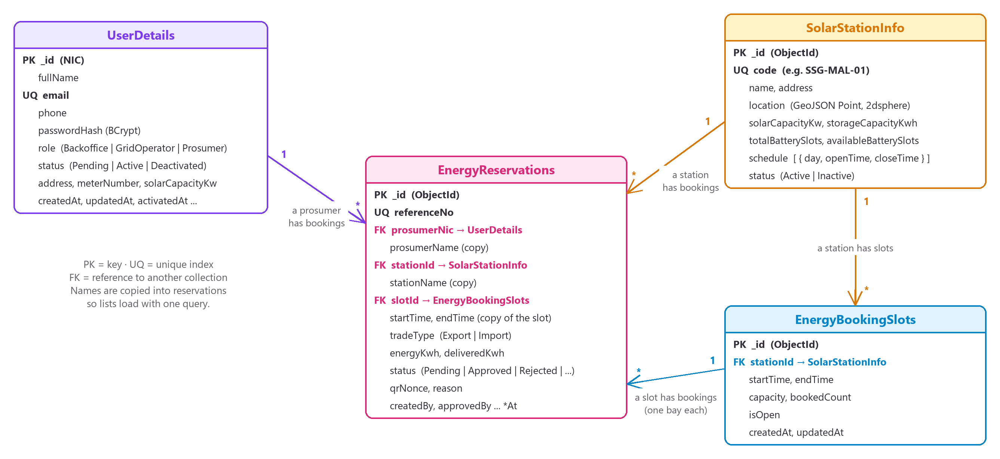 UserDetails
PK _id (NIC)
fullName
UQ email
phone
passwordHash (BCrypt)
role (Backoffice | GridOperator | Prosumer)
status (Pending | Active | Deactivated)
address, meterNumber, solarCapacityKw
createdAt, updatedAt, activatedAt ...
1
*
a prosumer
has bookings
PK = key · UQ = unique index
FK = reference to another collection
Names are copied into reservations
so lists load with one query.
EnergyReservations
PK _id (ObjectId)
UQ referenceNo
FK prosumerNic → UserDetails
prosumerName (copy)
FK stationId → SolarStationInfo
stationName (copy)
FK slotId → EnergyBookingSlots
startTime, endTime (copy of the slot)
tradeType (Export | Import)
energyKwh, deliveredKwh
status (Pending | Approved | Rejected | ...)
qrNonce, reason
createdBy, approvedBy ... *At
1
*
a station
has bookings
SolarStationInfo
PK _id (ObjectId)
UQ code (e.g. SSG-MAL-01)
name, address
location (GeoJSON Point, 2dsphere)
solarCapacityKw, storageCapacityKwh
totalBatterySlots, availableBatterySlots
schedule [ { day, openTime, closeTime } ]
status (Active | Inactive)
1
a station has slots
*
EnergyBookingSlots
PK _id (ObjectId)
FK stationId → SolarStationInfo
startTime, endTime
capacity, bookedCount
isOpen
createdAt, updatedAt
1
*
a slot has bookings
(one bay each)